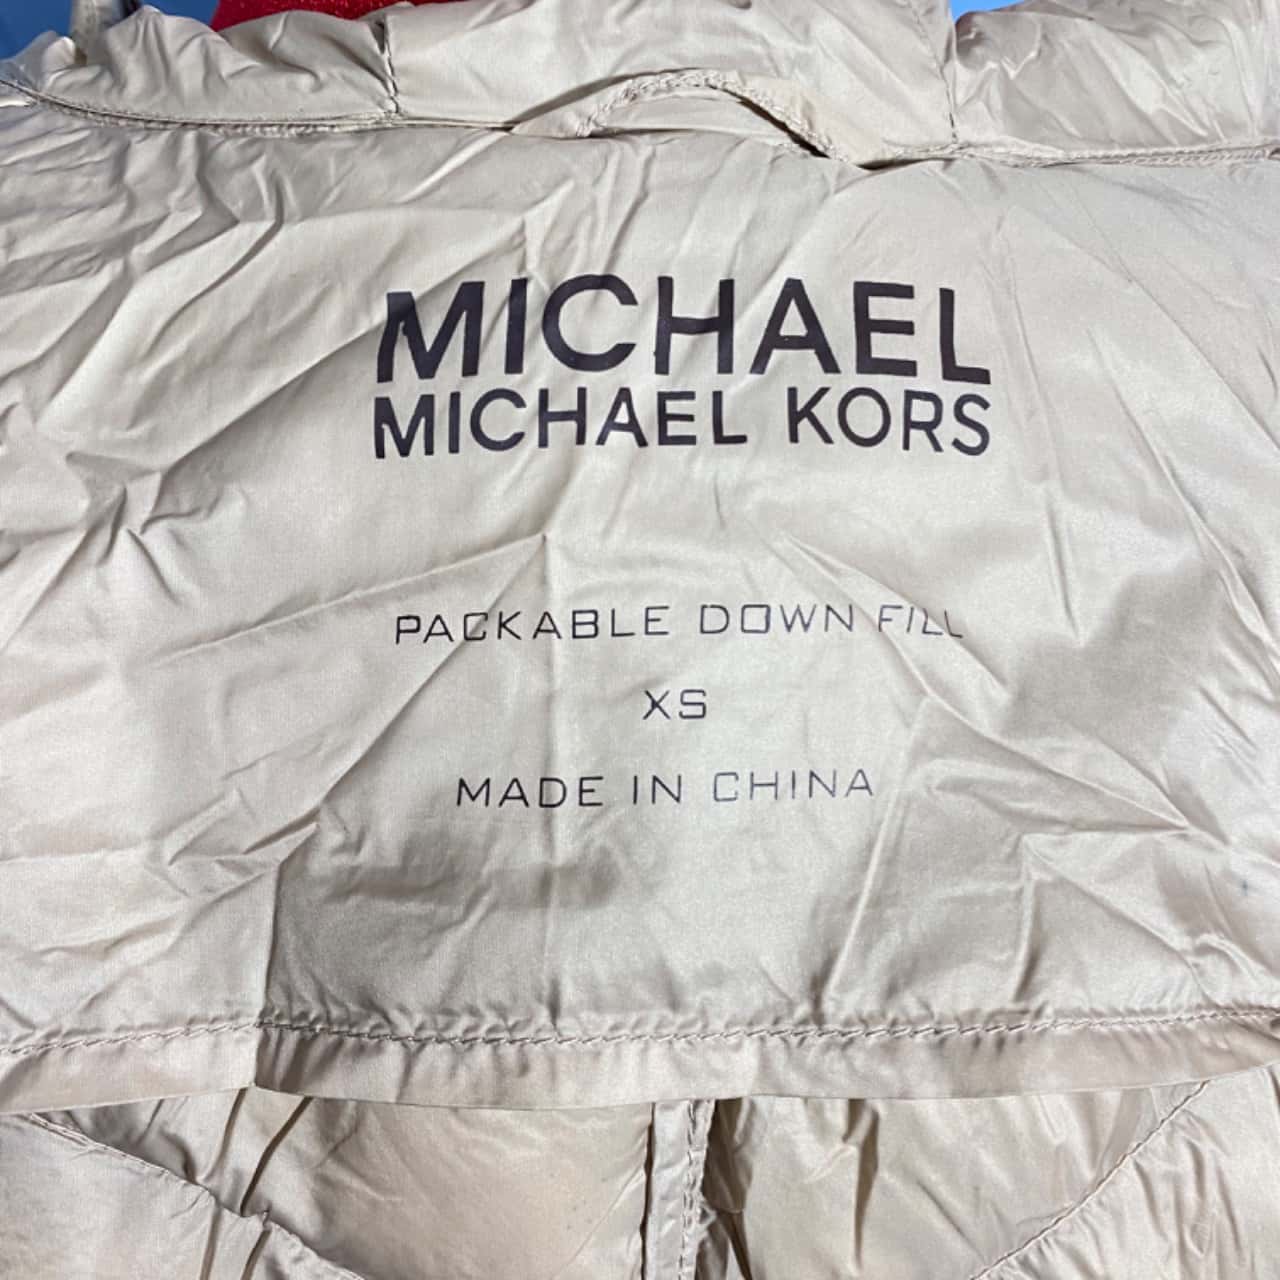 MICHAEL
MICHAEL KORS
PACKABLE DOWN FILL
XS
MADE IN CHINA